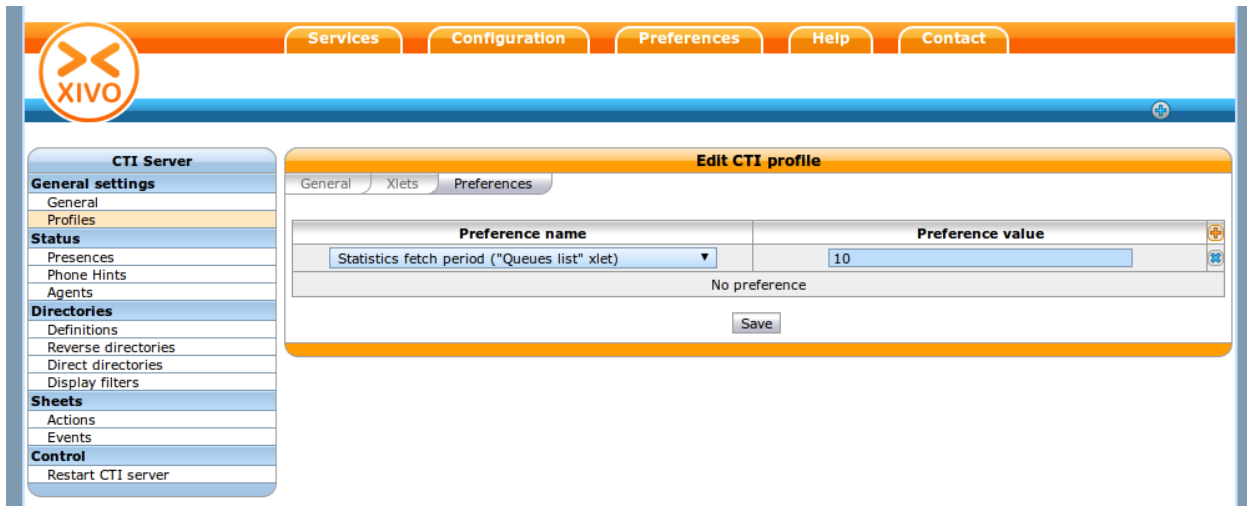 Services Configuration Preferences Help Contact
XIVO
CTI Server
General settings
General
Profiles
Status
Presences
Phone Hints
Agents
Directories
Definitions
Reverse directories
Direct directories
Display filters
Sheets
Actions
Events
Control
Restart CTI server
Edit CTI profile
General Xlets Preferences
Preference name Preference value
Statistics fetch period ("Queues list" xlet) 10
No preference
Save